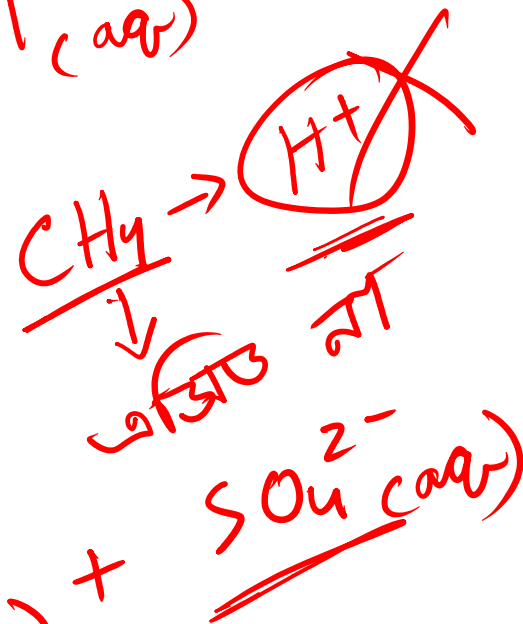 (aq)
CH4 → H+
এসিড না
+ SO4 2- (aq)
)